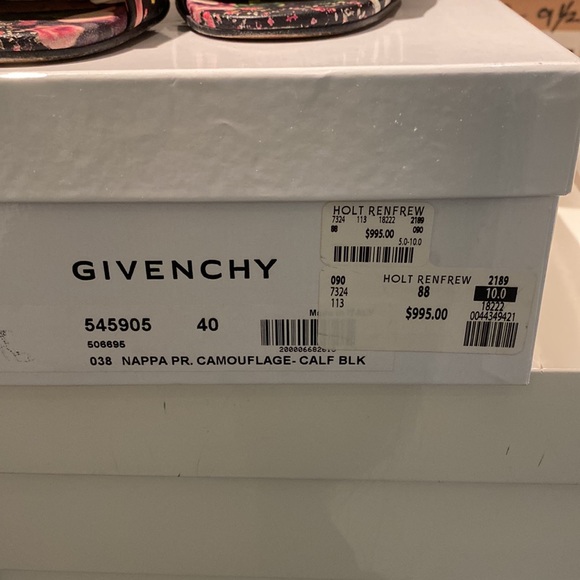 9 1/2
HOLT RENFREW
7324 113 18222 2189
88 090
$995.00
5.0-10.0
GIVENCHY
090 HOLT RENFREW 2189
7324 88 10.0
113 18222
$995.00 0044349421
545905 40
506695
038 NAPPA PR. CAMOUFLAGE- CALF BLK